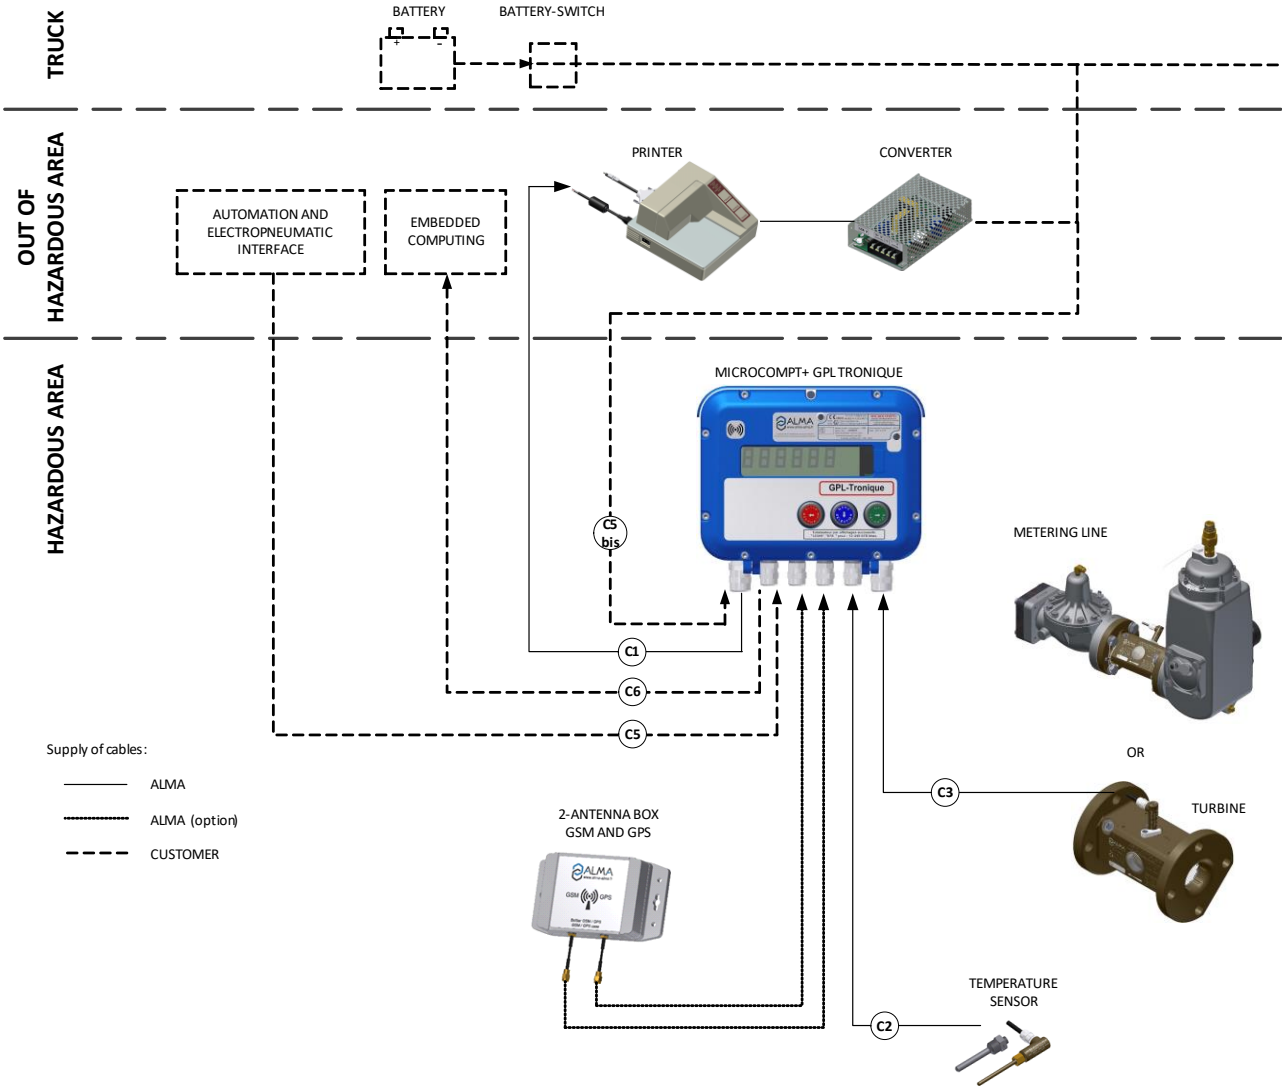 TRUCK
BATTERY
BATTERY-SWITCH
+
-
OUT OF
HAZARDOUS AREA
AUTOMATION AND
ELECTROPNEUMATIC
INTERFACE
EMBEDDED
COMPUTING
PRINTER
CONVERTER
HAZARDOUS AREA
MICROCOMPT+ GPL TRONIQUE
ALMA
GPL-Tronique
C5
bis
METERING LINE
C1
C6
C5
OR
C3
TURBINE
Supply of cables:
ALMA
ALMA (option)
CUSTOMER
2-ANTENNA BOX
GSM AND GPS
ALMA
GSM
GPS
TEMPERATURE
SENSOR
C2